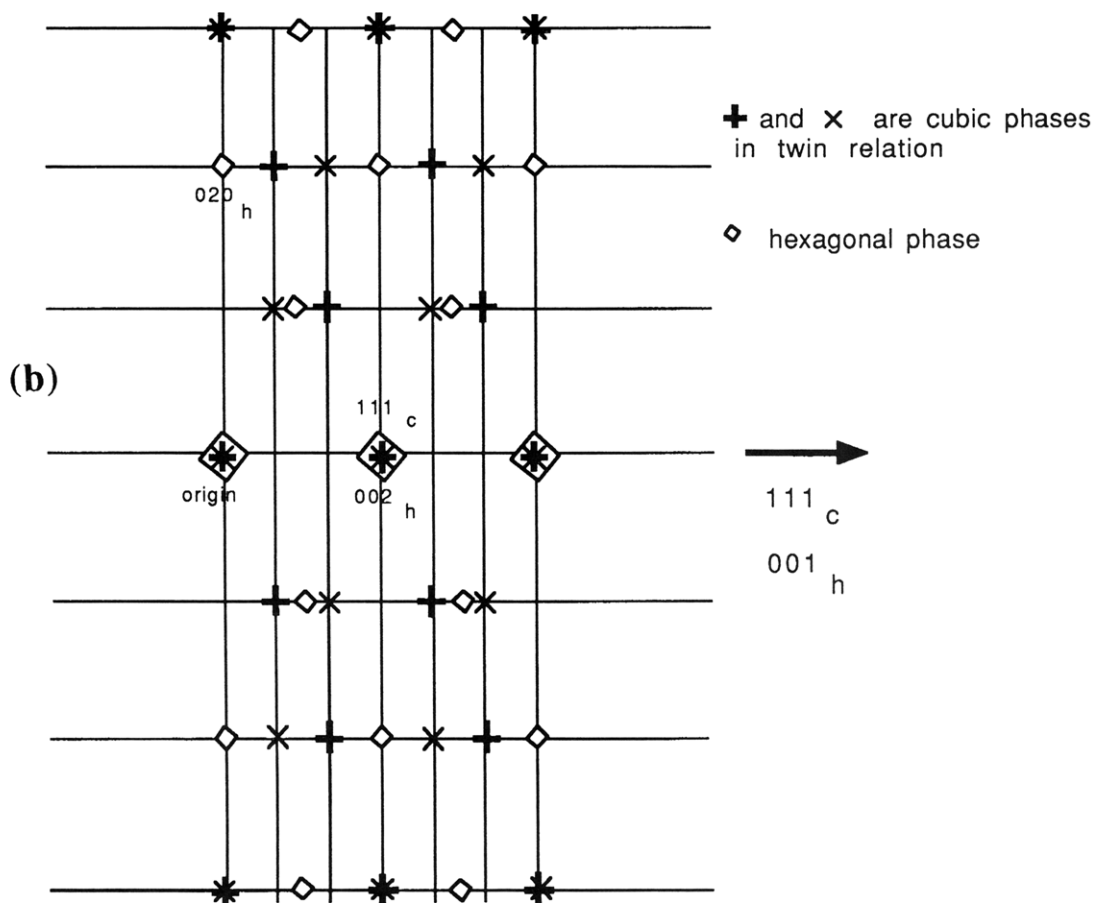 + and × are cubic phases
in twin relation
020 h
hexagonal phase
(b)
111 c
origin
002 h
111 c
001 h